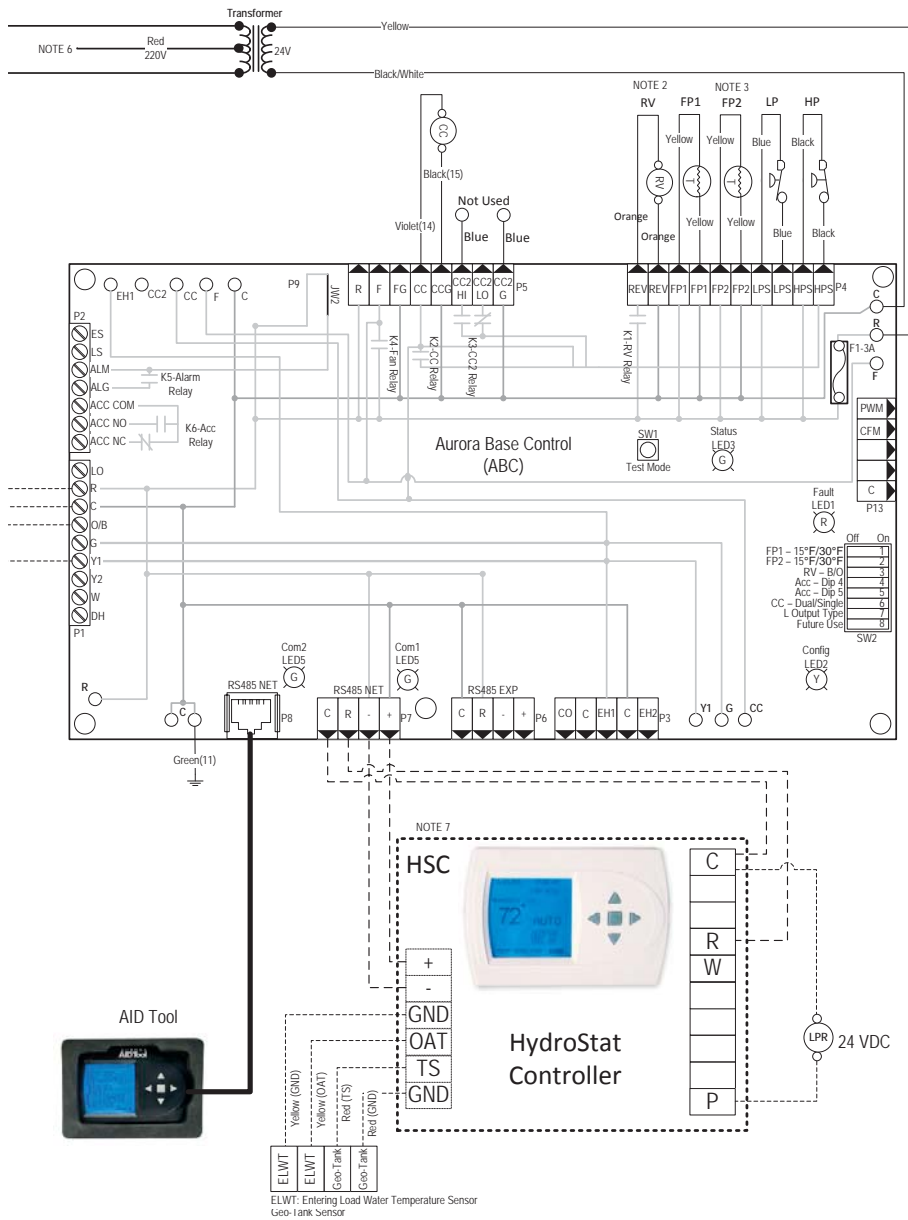 Transformer
Yellow
NOTE 6
Red
220V
24V
Black/White
NOTE 2
NOTE 3
RV
FP1
FP2
LP
HP
CC
Yellow
Yellow
Blue
Black
RV
T
T
Black(15)
Not Used
Violet(14)
Blue
Blue
Orange
Orange
Yellow
Yellow
Blue
Black
EH1
CC2
CC
F
C
P9
JW2
R
F
FG
CC
CCG
CC2 HI
CC2 LO
CC2 G
P5
REV
REV
FP1
FP1
FP2
FP2
LPS
LPS
HPS
HPS
P4
C
R
F
F1-3A
P2
ES
LS
ALM
ALG
ACC COM
ACC NO
ACC NC
K5-Alarm
Relay
K6-Acc
Relay
K4-Fan Relay
K2-CC Relay
K3-CC2 Relay
K1-RV Relay
Aurora Base Control
(ABC)
SW1
Test Mode
Status
LED3
G
PWM
CFM
C
P13
LO
R
C
O/B
G
Y1
Y2
W
DH
P1
Fault
LED1
R
Off
On
FP1 – 15°F/30°F
FP2 – 15°F/30°F
RV – B/O
Acc – Dip 4
Acc – Dip 5
CC – Dual/Single
L Output Type
Future Use
1
2
3
4
5
6
7
8
SW2
Config
LED2
Y
Com2
LED5
G
Com1
LED5
G
R
C
RS485 NET
P8
RS485 NET
C
R
-
+
P7
RS485 EXP
C
R
-
+
P6
CO
C
EH1
C
EH2
P3
Y1
G
CC
Green(11)
NOTE 7
HSC
72°
AUTO
+
-
GND
OAT
TS
GND
C
R
W
P
HydroStat
Controller
LPR
24 VDC
AID Tool
AIDTool
Yellow (GND)
Yellow (OAT)
Red (TS)
Red (GND)
ELWT
ELWT
Geo-Tank
Geo-Tank
ELWT: Entering Load Water Temperature Sensor
Geo-Tank Sensor